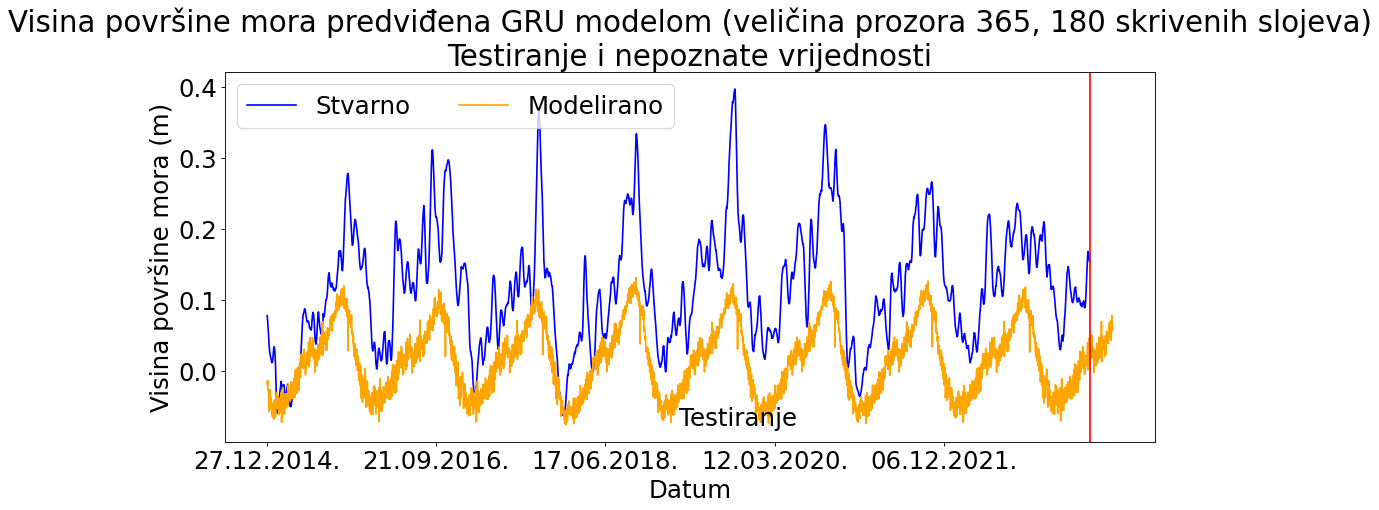 Visina površine mora predviđena GRU modelom (veličina prozora 365, 180 skrivenih slojeva)
Testiranje i nepoznate vrijednosti
Stvarno Modelirano
Visina površine mora (m)
0.4
0.3
0.2
0.1
0.0
Testiranje
27.12.2014. 21.09.2016. 17.06.2018. 12.03.2020. 06.12.2021.
Datum